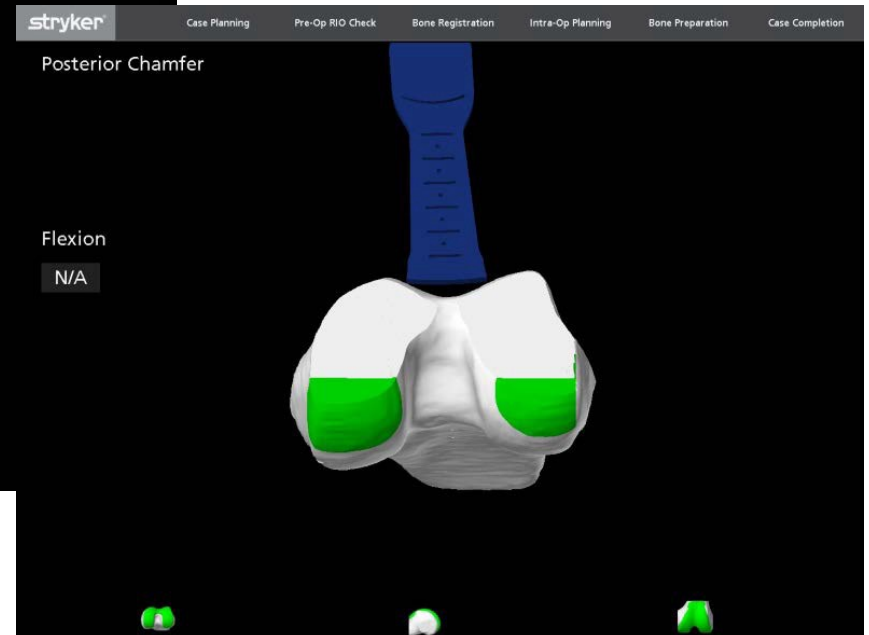 stryker Case Planning Pre-Op RIO Check Bone Registration Intra-Op Planning Bone Preparation Case Completion
Posterior Chamfer
Flexion
N/A